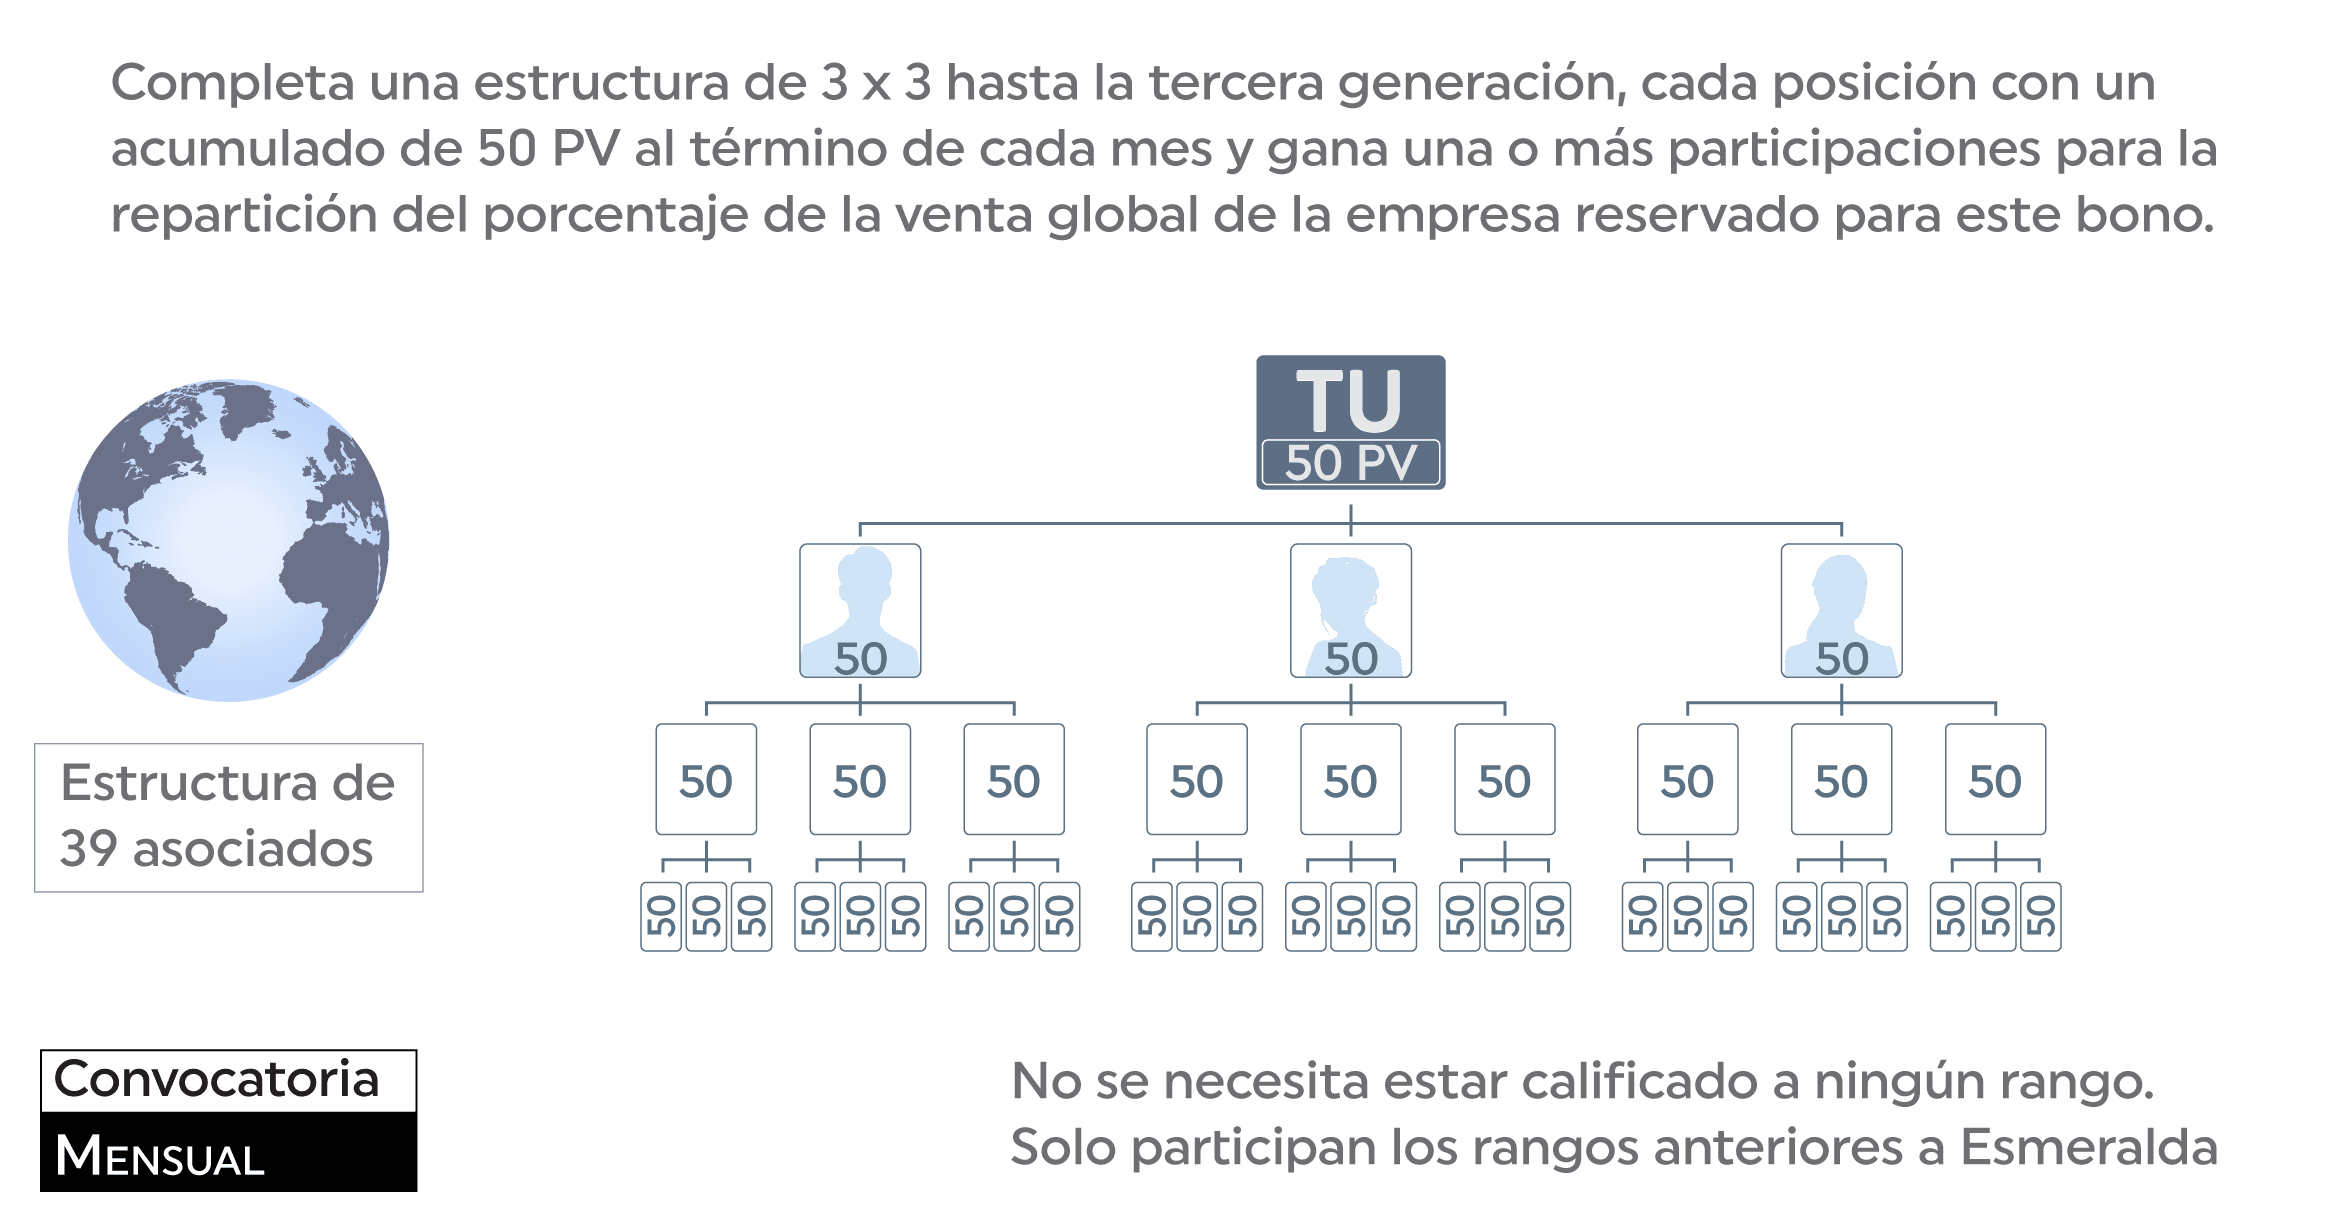 Completa una estructura de 3 x 3 hasta la tercera generación, cada posición con un
acumulado de 50 PV al término de cada mes y gana una o más participaciones para la
repartición del porcentaje de la venta global de la empresa reservado para este bono.
TU
50 PV
50 50 50
Estructura de
39 asociados
50 50 50 50 50 50 50 50 50
50 50 50 50 50 50 50 50 50 50 50 50 50 50 50 50 50 50 50 50 50 50 50 50 50 50 50
Convocatoria
MENSUAL
No se necesita estar calificado a ningún rango.
Solo participan los rangos anteriores a Esmeralda